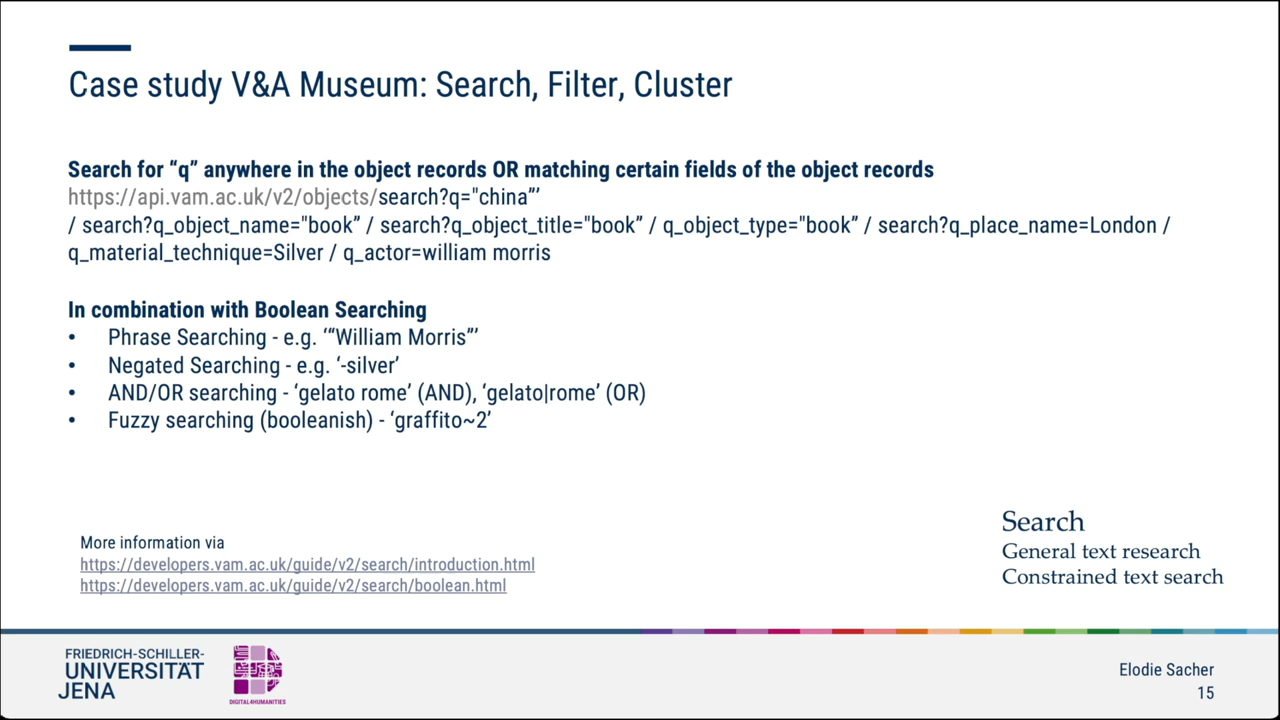 Case study V&A Museum: Search, Filter, Cluster
Search for “q” anywhere in the object records OR matching certain fields of the object records
https://api.vam.ac.uk/v2/objects/search?q="china”’
/ search?q_object_name="book” / search?q_object_title="book” / q_object_type="book” / search?q_place_name=London /
q_material_technique=Silver / q_actor=william morris
In combination with Boolean Searching
• Phrase Searching - e.g. ‘“William Morris”’
• Negated Searching - e.g. ‘-silver’
• AND/OR searching - ‘gelato rome’ (AND), ‘gelato|rome’ (OR)
• Fuzzy searching (booleanish) - ‘graffito~2’
More information via
https://developers.vam.ac.uk/guide/v2/search/introduction.html
https://developers.vam.ac.uk/guide/v2/search/boolean.html
Search
General text research
Constrained text search
FRIEDRICH-SCHILLER-
UNIVERSITÄT
JENA
DIGITAL4HUMANITIES
Elodie Sacher
15